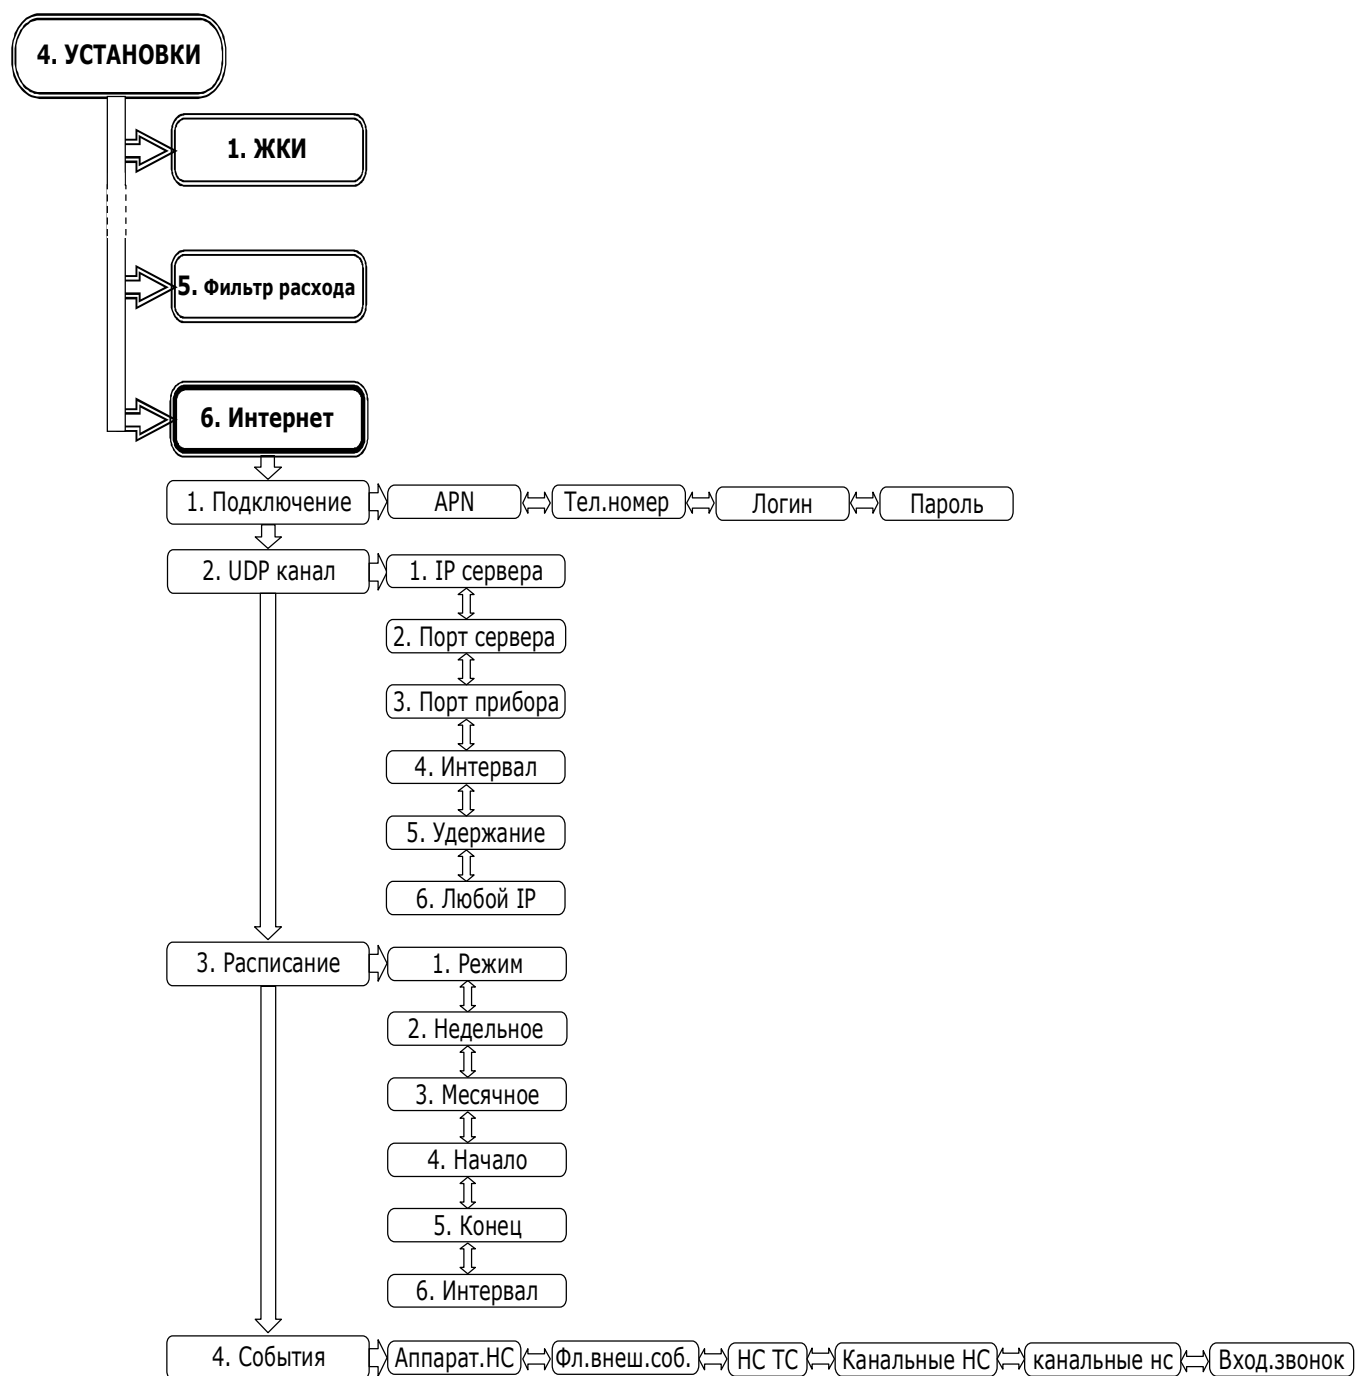 4. УСТАНОВКИ
1. ЖКИ
5. Фильтр расхода
6. Интернет
1. Подключение
APN
Тел.номер
Логин
Пароль
2. UDP канал
1. IP сервера
2. Порт сервера
3. Порт прибора
4. Интервал
5. Удержание
6. Любой IP
3. Расписание
1. Режим
2. Недельное
3. Месячное
4. Начало
5. Конец
6. Интервал
4. События
Аппарат.НС
Фл.внеш.соб.
НС ТС
Канальные НС
канальные нс
Вход.звонок